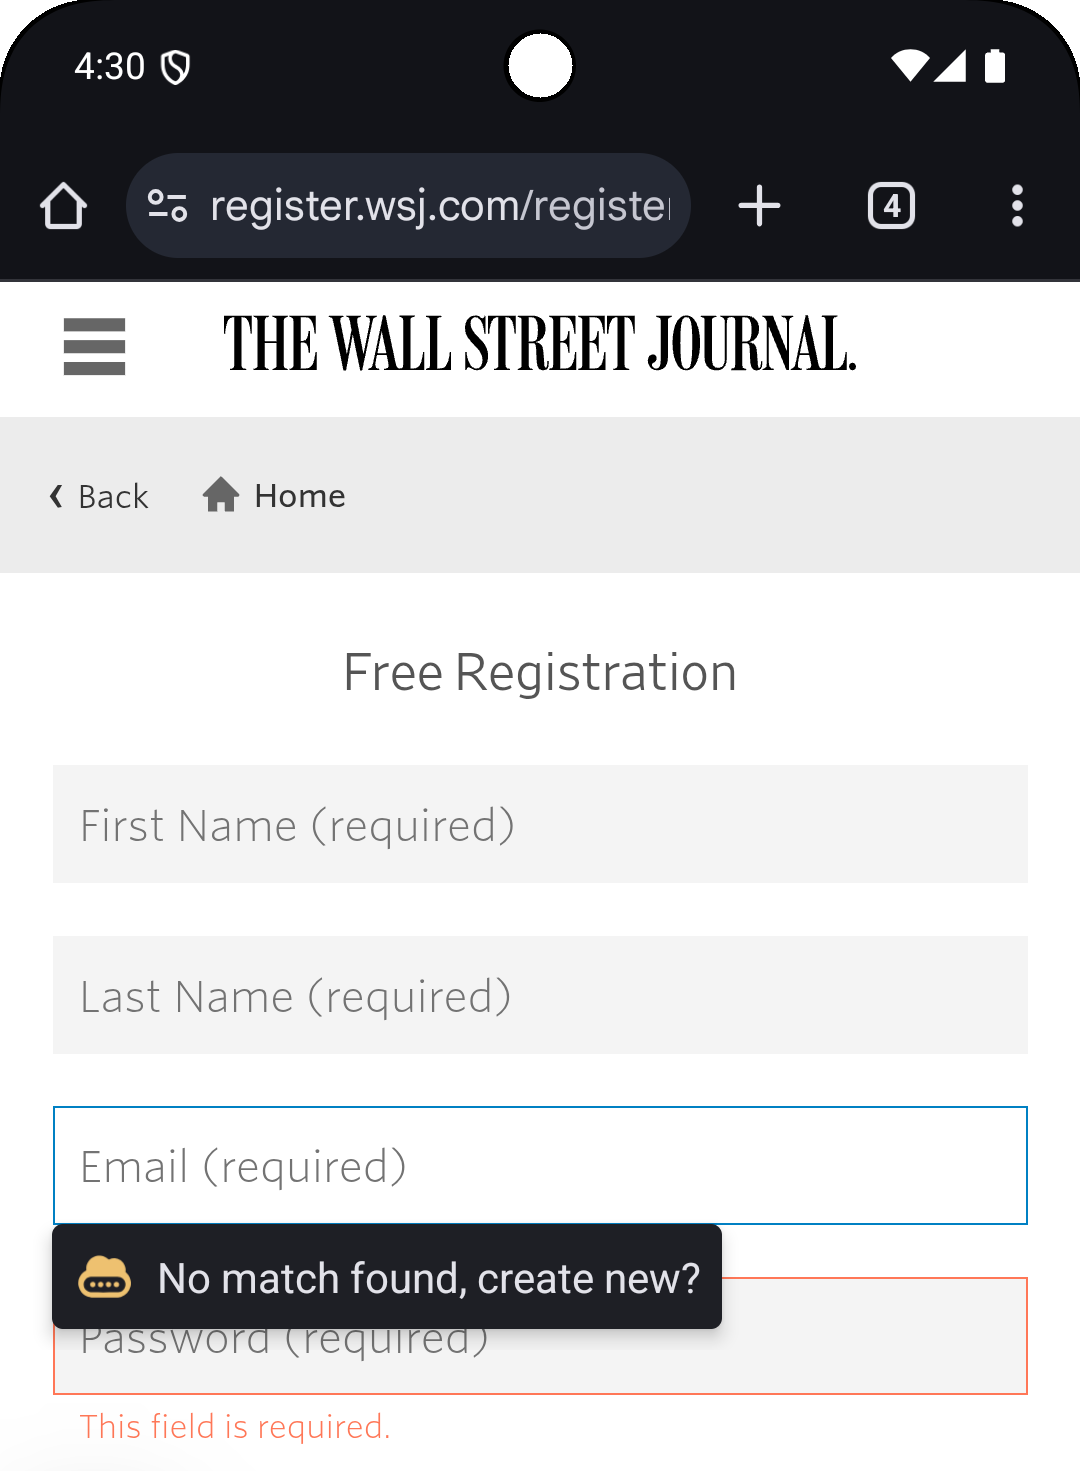 4:30
register.wsj.com/register
4
THE WALL STREET JOURNAL.
Back
Home
Free Registration
First Name (required)
Last Name (required)
Email (required)
No match found, create new?
Password (required)
This field is required.